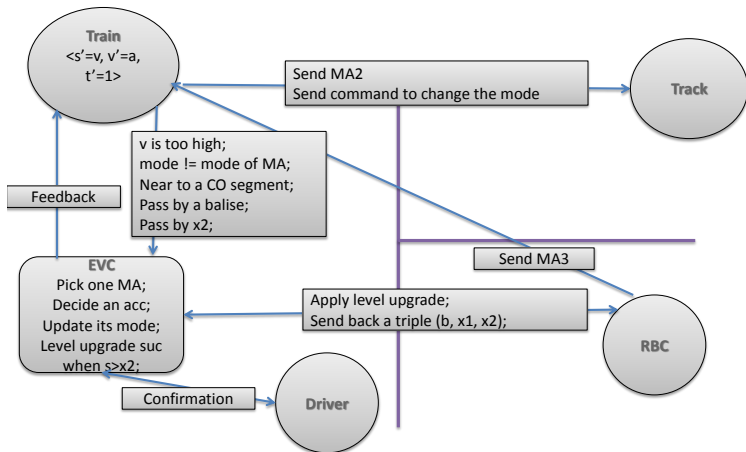 Train
<s’=v, v’=a,
t’=1>
Send MA2
Send command to change the mode
Track
v is too high;
mode != mode of MA;
Near to a CO segment;
Pass by a balise;
Pass by x2;
Feedback
EVC
Pick one MA;
Decide an acc;
Update its mode;
Level upgrade suc
when s>x2;
Send MA3
Apply level upgrade;
Send back a triple (b, x1, x2);
RBC
Confirmation
Driver